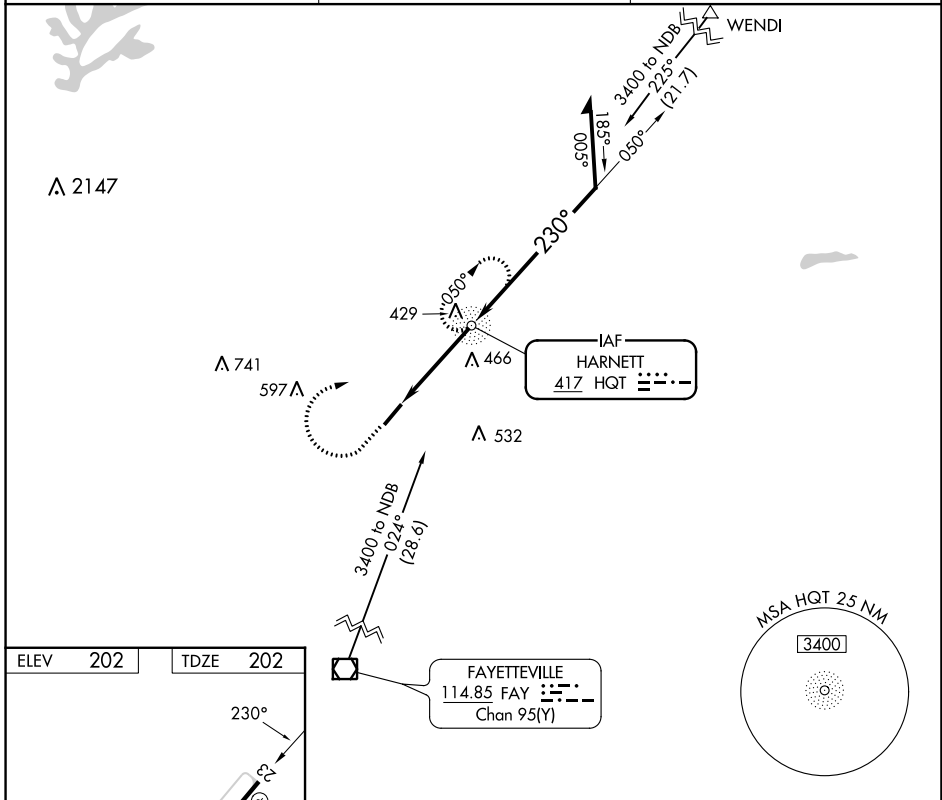 WENDI
3400 to NDB
225°
(21.7)
050°
185°
005°
2147
230°
050°
429
466
IAF
HARNETT
417 HQT
741
597
532
3400 to NDB
024°
(28.6)
MSA HQT 25 NM
3400
FAYETTEVILLE
114.85 FAY
Chan 95(Y)
ELEV 202
TDZE 202
230°
23